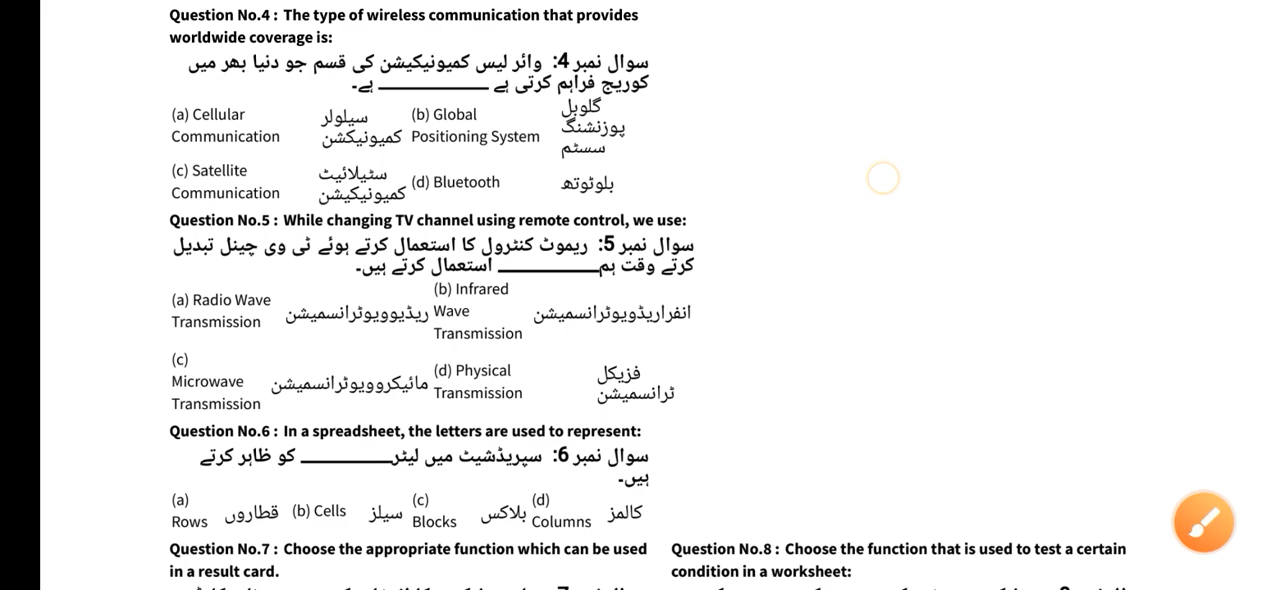 Question No.4 : The type of wireless communication that provides
worldwide coverage is:
سوال نمبر 4: وائر لیس کمیونیکیشن کی قسم جو دنیا بھر میں
کوریج فراہم کرتی ہے ____________ ہے۔
(a) Cellular
Communication
سیلولر
کمیونیکشن
(b) Global
Positioning System
گلوبل
پوزنشنگ
سسٹم
(c) Satellite
Communication
سٹیلائیٹ
کمیونیکیشن
(d) Bluetooth
بلوٹوتھ
Question No.5 : While changing TV channel using remote control, we use:
سوال نمبر 5: ریموٹ کنٹرول کا استعمال کرتے ہوئے ٹی وی چینل تبدیل
کرتے وقت ہم____________ استعمال کرتے ہیں۔
(a) Radio Wave
Transmission
ریڈیوویوٹرانسمیشن
(b) Infrared
Wave
Transmission
انفراریڈویوٹرانسمیشن
(c)
Microwave
Transmission
مائیکروویوٹرانسمیشن
(d) Physical
Transmission
فزیکل
ٹرانسمیشن
Question No.6 : In a spreadsheet, the letters are used to represent:
سوال نمبر 6: سپریڈشیٹ میں لیٹر____________ کو ظاہر کرتے
ہیں۔
(a)
Rows
قطاروں
(b) Cells
سیلز
(c)
Blocks
بلاکس
(d)
Columns
کالمز
Question No.7 : Choose the appropriate function which can be used
in a result card.
Question No.8 : Choose the function that is used to test a certain
condition in a worksheet: